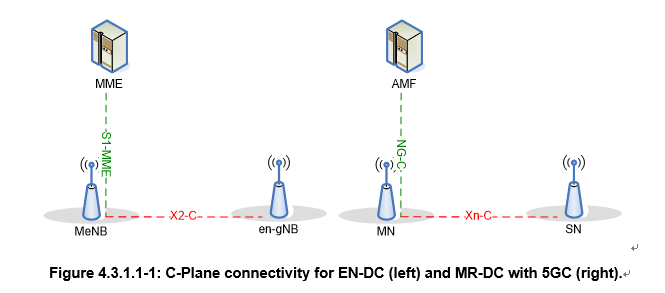 MME
AMF
S1-MME
NG-C
X2-C
Xn-C
MeNB
en-gNB
MN
SN
Figure 4.3.1.1-1: C-Plane connectivity for EN-DC (left) and MR-DC with 5GC (right).